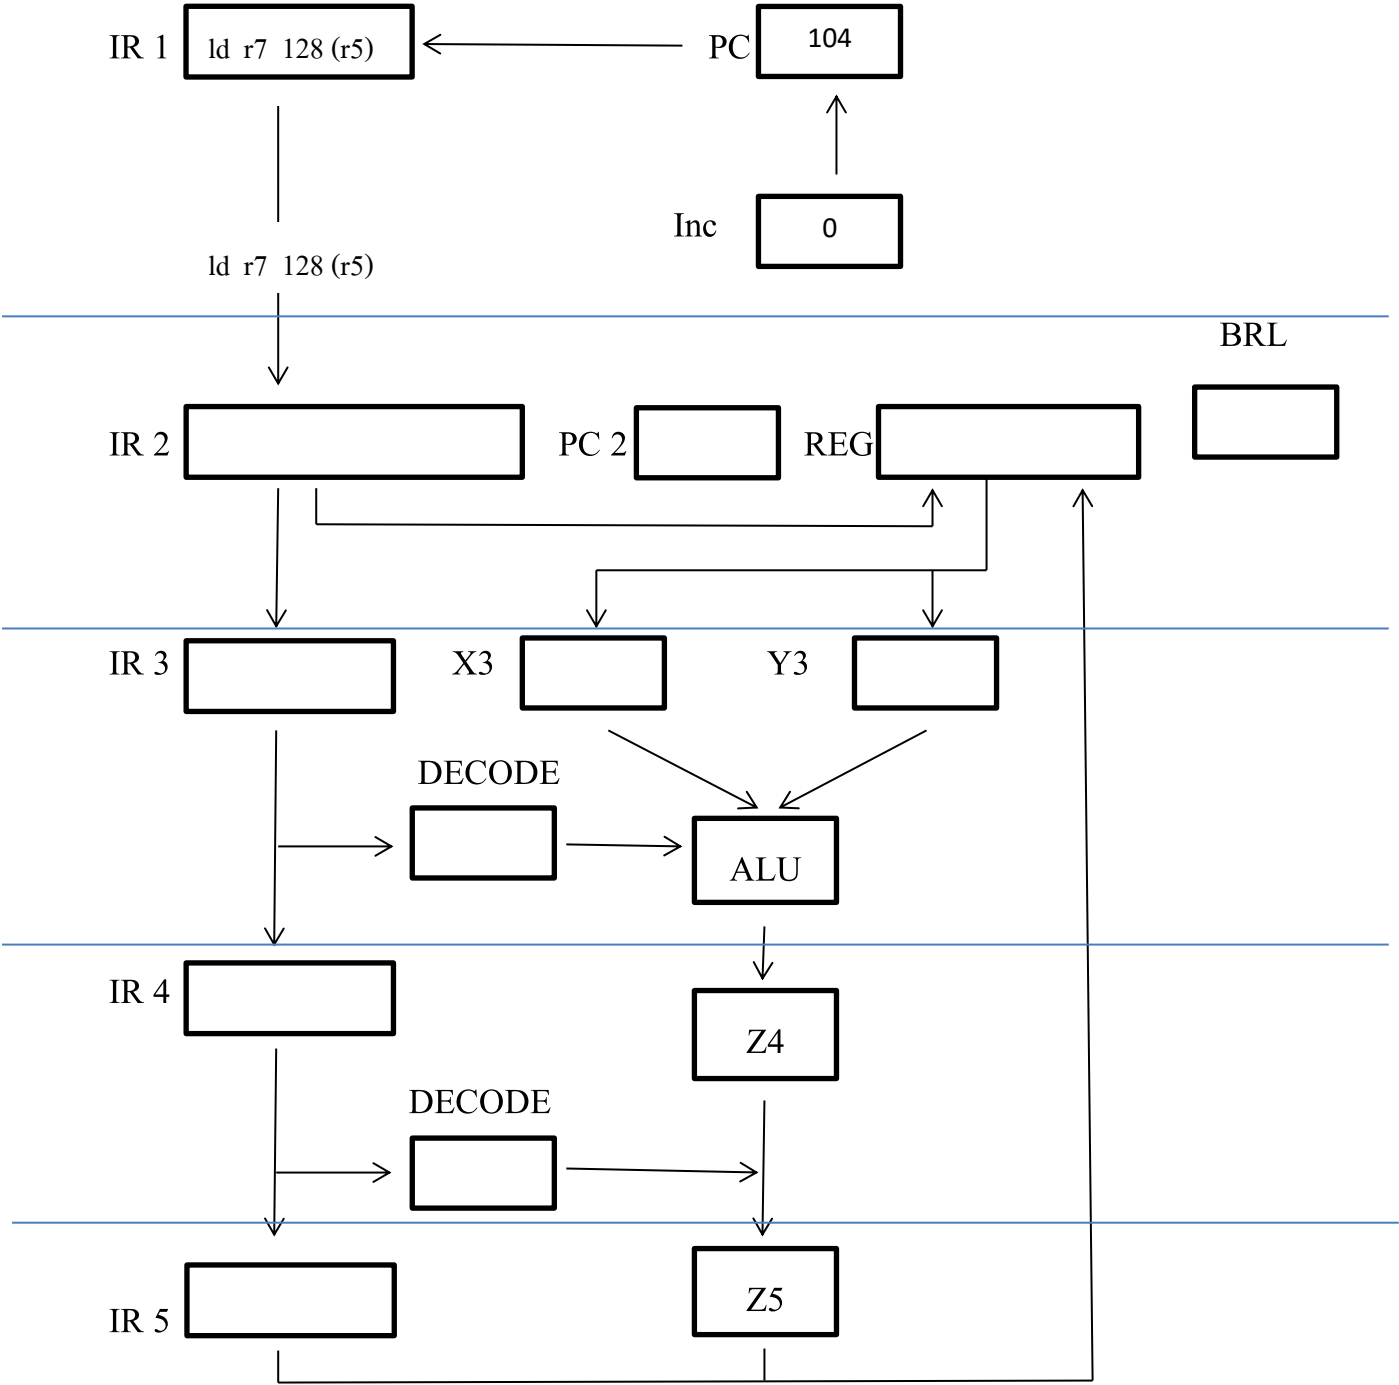 IR 1
ld r7 128 (r5)
PC
104
Inc
0
ld r7 128 (r5)
BRL
IR 2
PC 2
REG
IR 3
X3
Y3
DECODE
ALU
IR 4
Z4
DECODE
IR 5
Z5